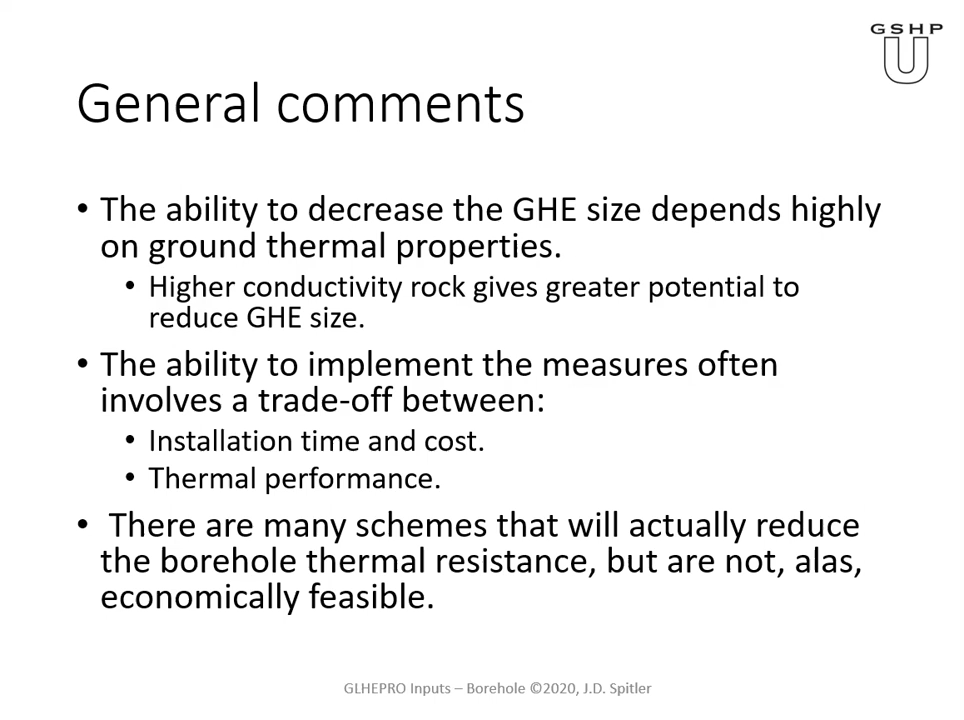 GSHP
U
General comments
• The ability to decrease the GHE size depends highly
on ground thermal properties.
• Higher conductivity rock gives greater potential to
reduce GHE size.
• The ability to implement the measures often
involves a trade-off between:
• Installation time and cost.
• Thermal performance.
• There are many schemes that will actually reduce
the borehole thermal resistance, but are not, alas,
economically feasible.
GLHEPRO Inputs – Borehole ©2020, J.D. Spitler